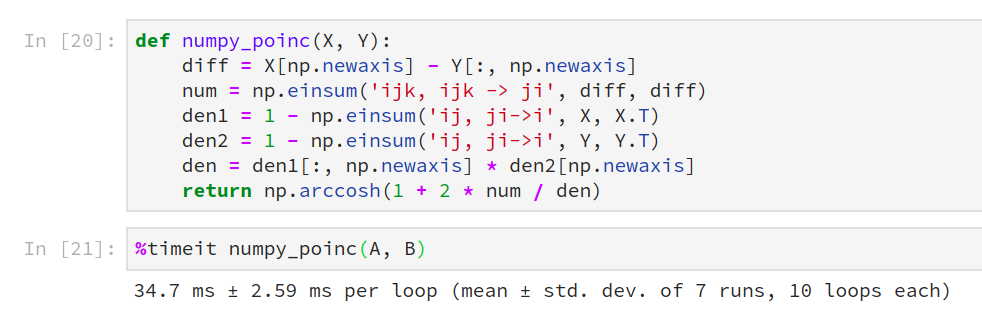 In [20]: def numpy_poinc(X, Y):
    diff = X[np.newaxis] - Y[:, np.newaxis]
    num = np.einsum('ijk, ijk -> ji', diff, diff)
    den1 = 1 - np.einsum('ij, ji->i', X, X.T)
    den2 = 1 - np.einsum('ij, ji->i', Y, Y.T)
    den = den1[:, np.newaxis] * den2[np.newaxis]
    return np.arccosh(1 + 2 * num / den)
In [21]: %timeit numpy_poinc(A, B)
34.7 ms ± 2.59 ms per loop (mean ± std. dev. of 7 runs, 10 loops each)